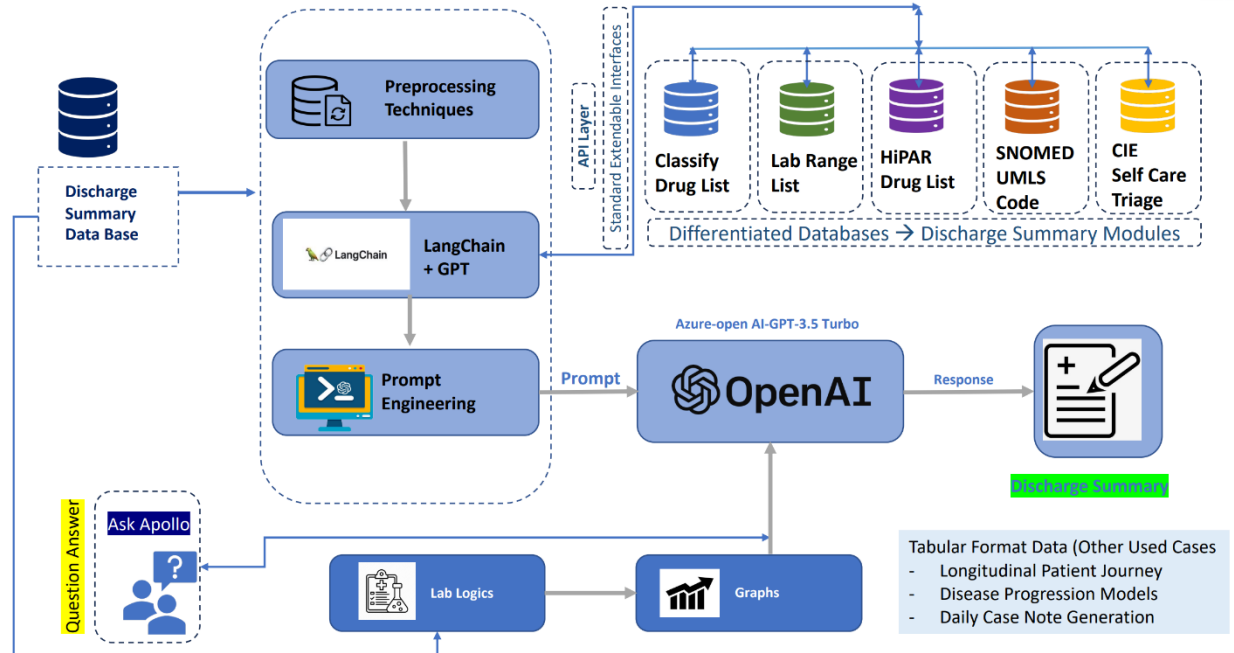 Discharge
Summary
Data Base
Preprocessing
Techniques
LangChain
LangChain
+ GPT
Prompt
Engineering
API Layer
Standard Extendable Interfaces
Classify
Drug List
Lab Range
List
HiPAR
Drug List
SNOMED
UMLS
Code
CIE
Self Care
Triage
Differentiated Databases → Discharge Summary Modules
Azure-open AI-GPT-3.5 Turbo
Prompt
OpenAI
Response
Discharge Summary
Question Answer
Ask Apollo
?
Lab Logics
Graphs
Tabular Format Data (Other Used Cases
- Longitudinal Patient Journey
- Disease Progression Models
- Daily Case Note Generation